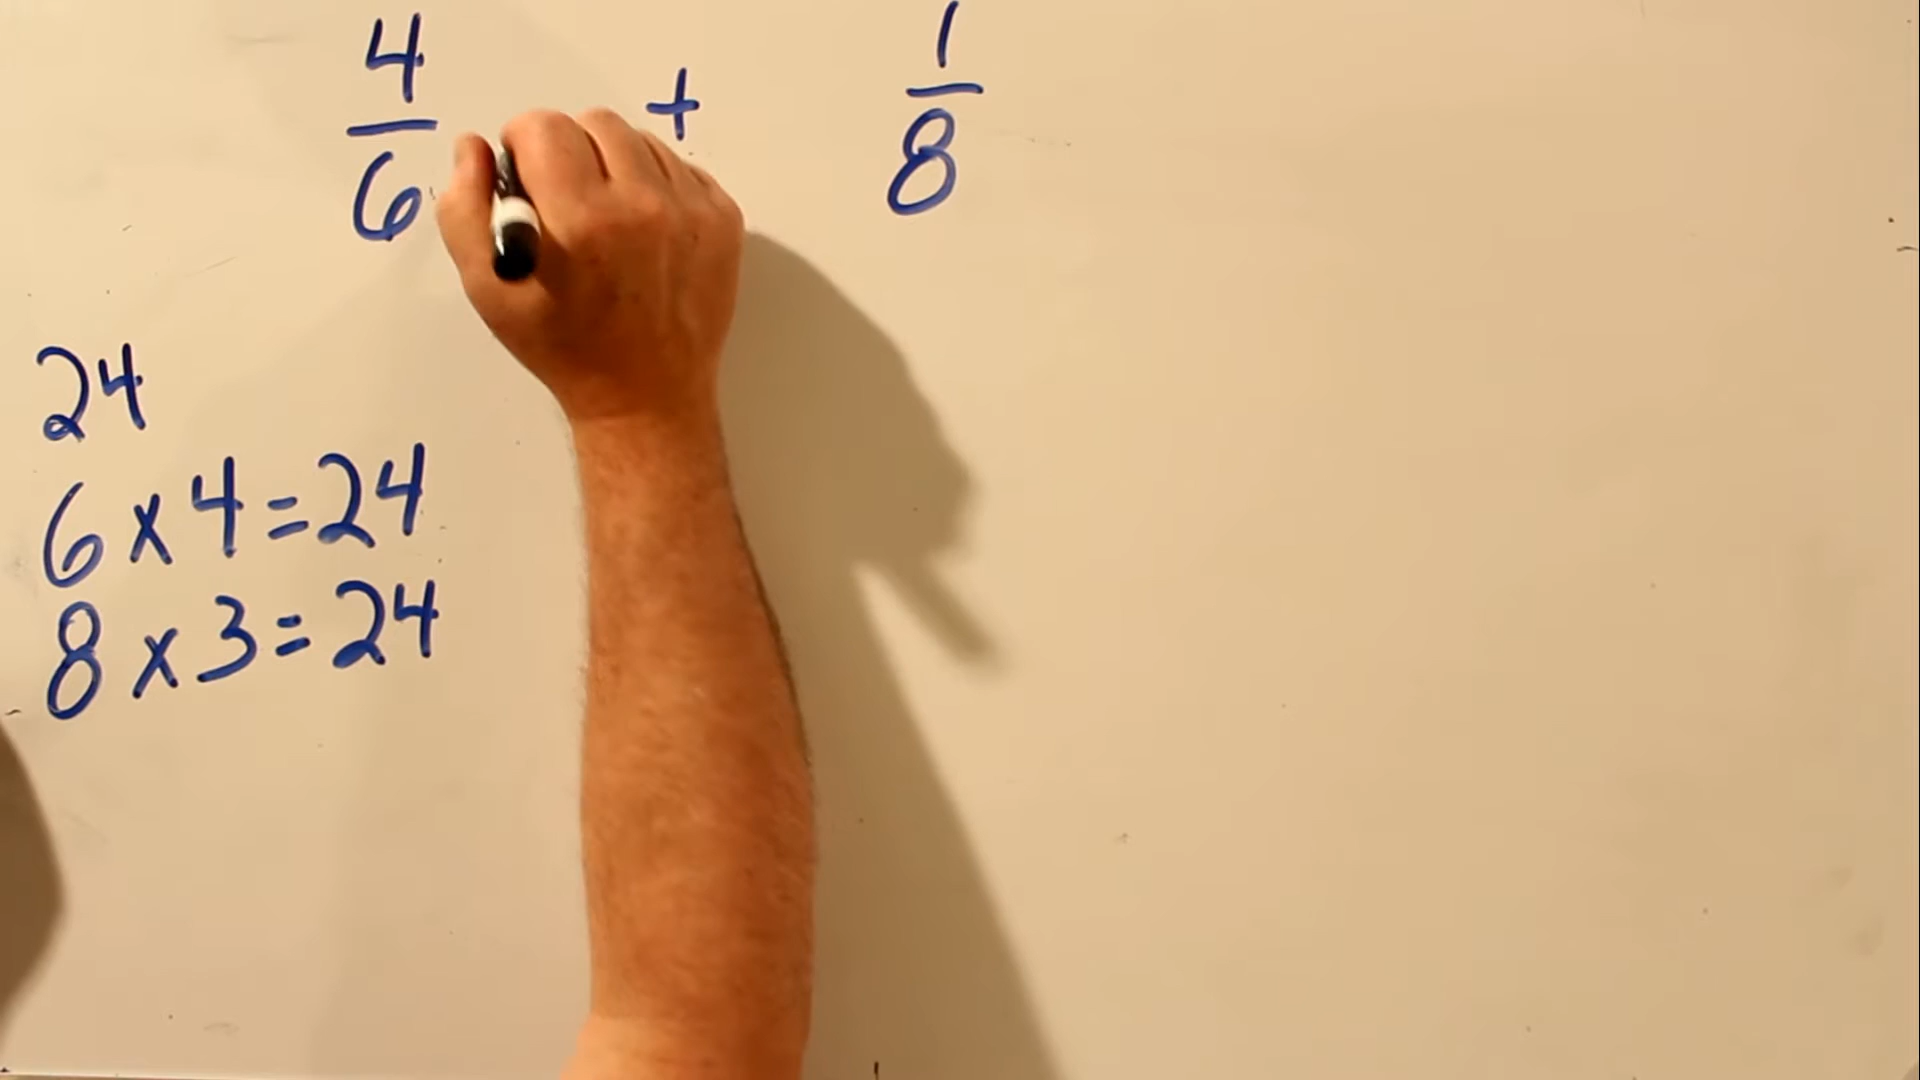 4/6 + 1/8
24
6 x 4 = 24
8 x 3 = 24